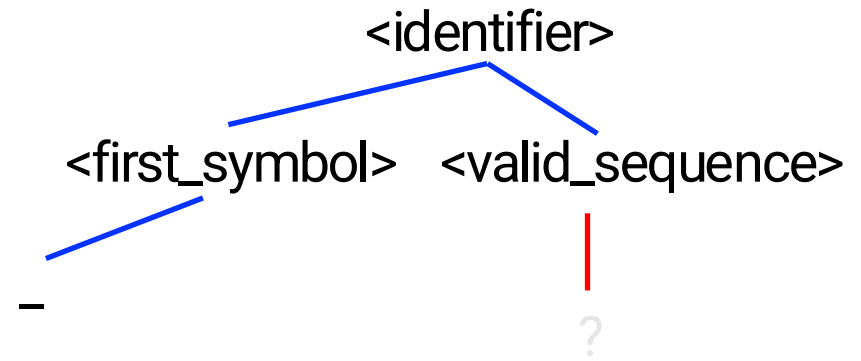 <identifier>
<first_symbol> <valid_sequence>
_
?